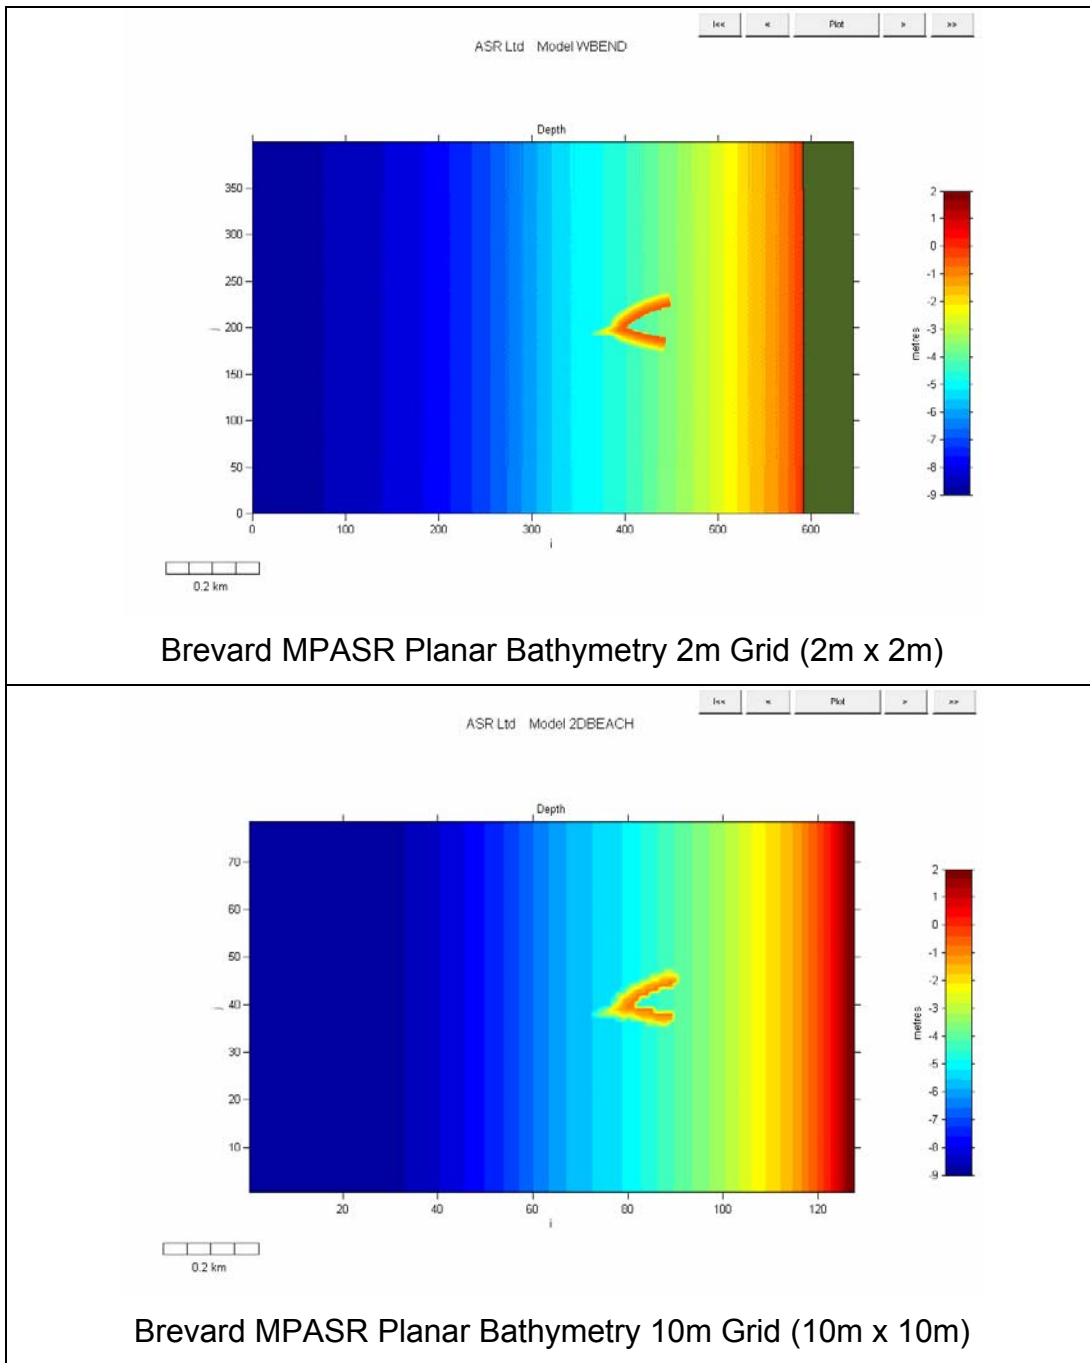 I<< < Plot > >>
ASR Ltd Model WBEND
Depth
350
300
250
200
150
100
50
0
j
0 100 200 300 400 500 600
i
2
1
0
-1
-2
-3
-4
-5
-6
-7
-8
-9
metres
0.2 km
Brevard MPASR Planar Bathymetry 2m Grid (2m x 2m)
I<< < Plot > >>
ASR Ltd Model 2DBEACH
Depth
70
60
50
40
30
20
10
j
20 40 60 80 100 120
i
2
1
0
-1
-2
-3
-4
-5
-6
-7
-8
-9
metres
0.2 km
Brevard MPASR Planar Bathymetry 10m Grid (10m x 10m)